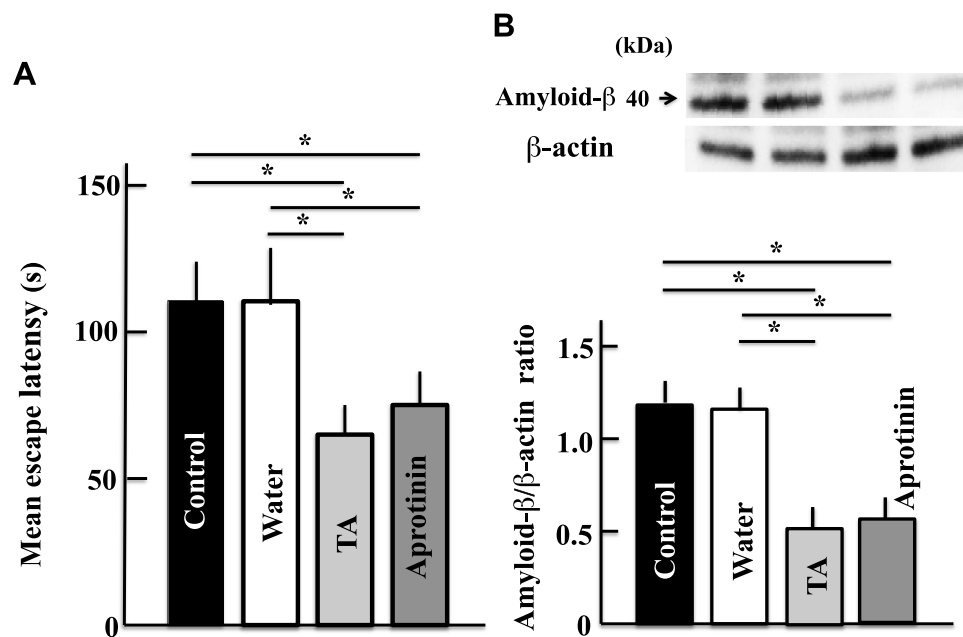 A
*
*
*
*
150
100
50
0
Mean escape latensy (s)
Control
Water
TA
Aprotinin
B
(kDa)
Amyloid-β 40
β-actin
*
*
*
*
1.5
1.0
0.5
0
Amyloid-β/β-actin ratio
Control
Water
TA
Aprotinin